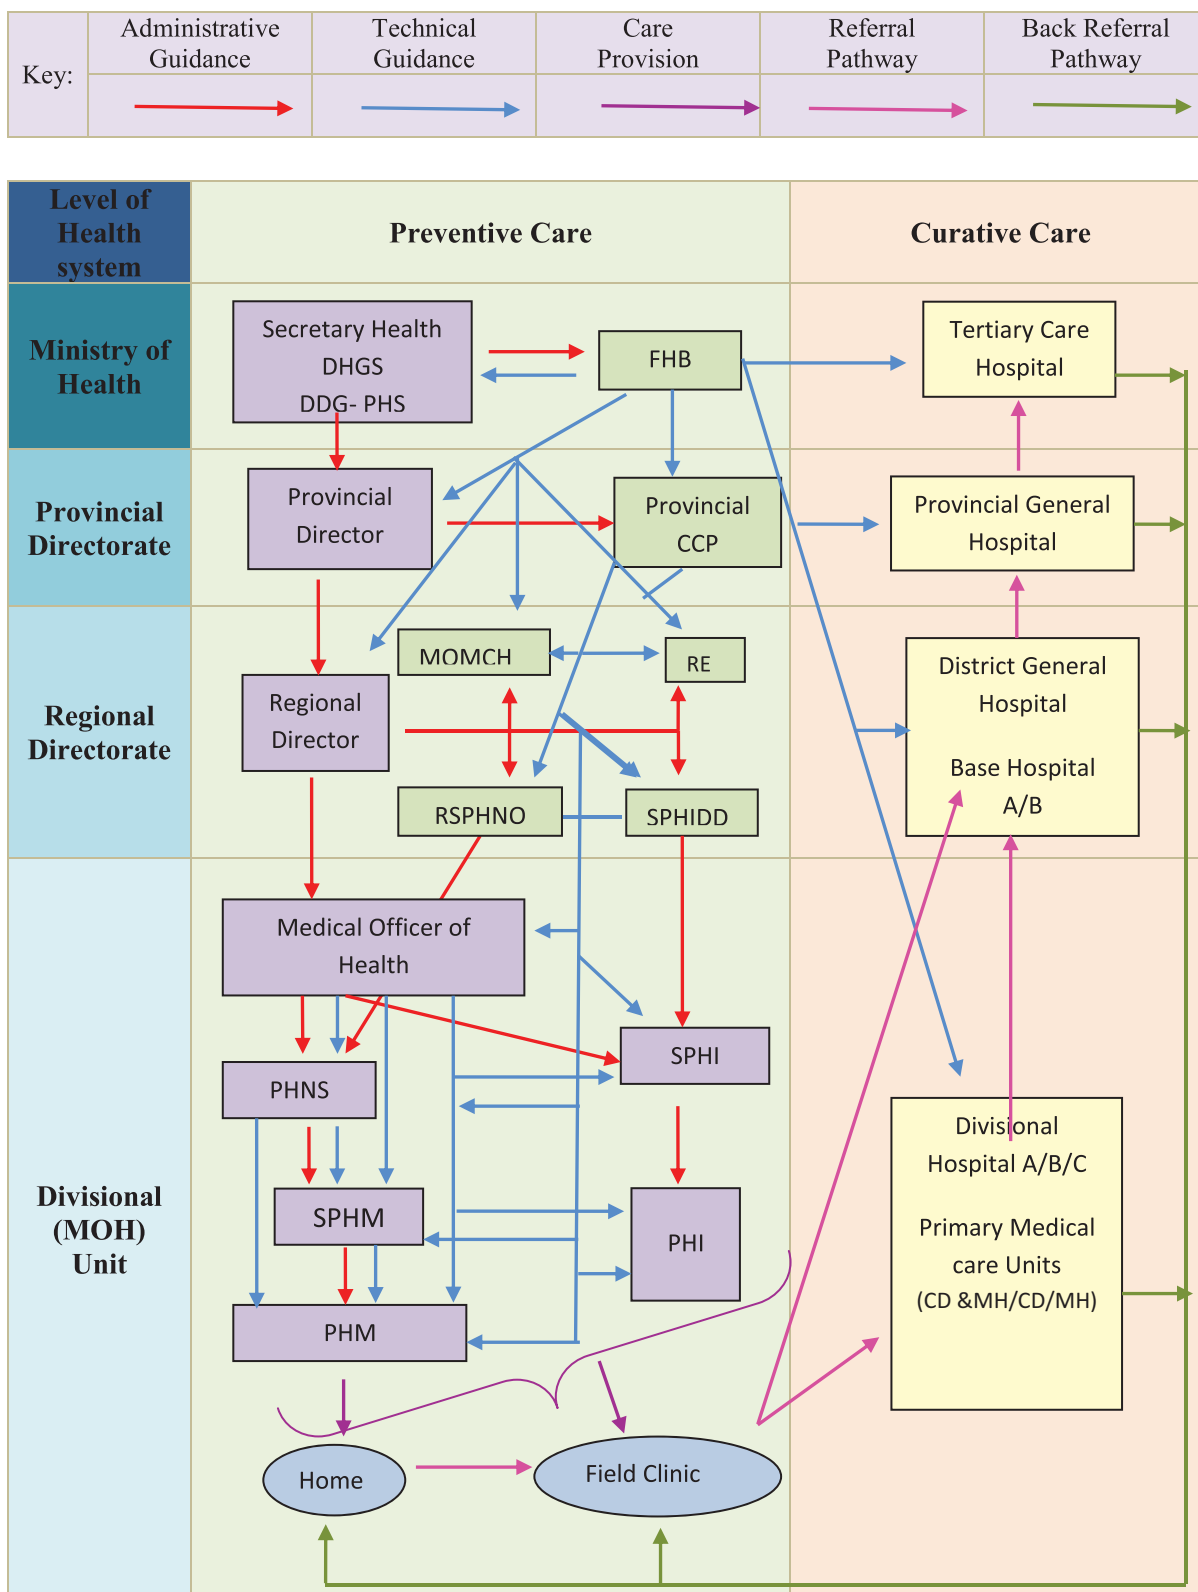 Key:
Administrative
Guidance
Technical
Guidance
Care
Provision
Referral
Pathway
Back Referral
Pathway
Level of
Health
system
Preventive Care
Curative Care
Ministry of
Health
Secretary Health
DHGS
DDG- PHS
FHB
Tertiary Care
Hospital
Provincial
Directorate
Provincial
Director
Provincial
CCP
Provincial General
Hospital
Regional
Directorate
MOMCH
RE
Regional
Director
RSPHNO
SPHIDD
District General
Hospital
Base Hospital
A/B
Divisional
(MOH)
Unit
Medical Officer of
Health
SPHI
PHNS
SPHM
PHI
PHM
Divisional
Hospital A/B/C
Primary Medical
care Units
(CD &MH/CD/MH)
Home
Field Clinic